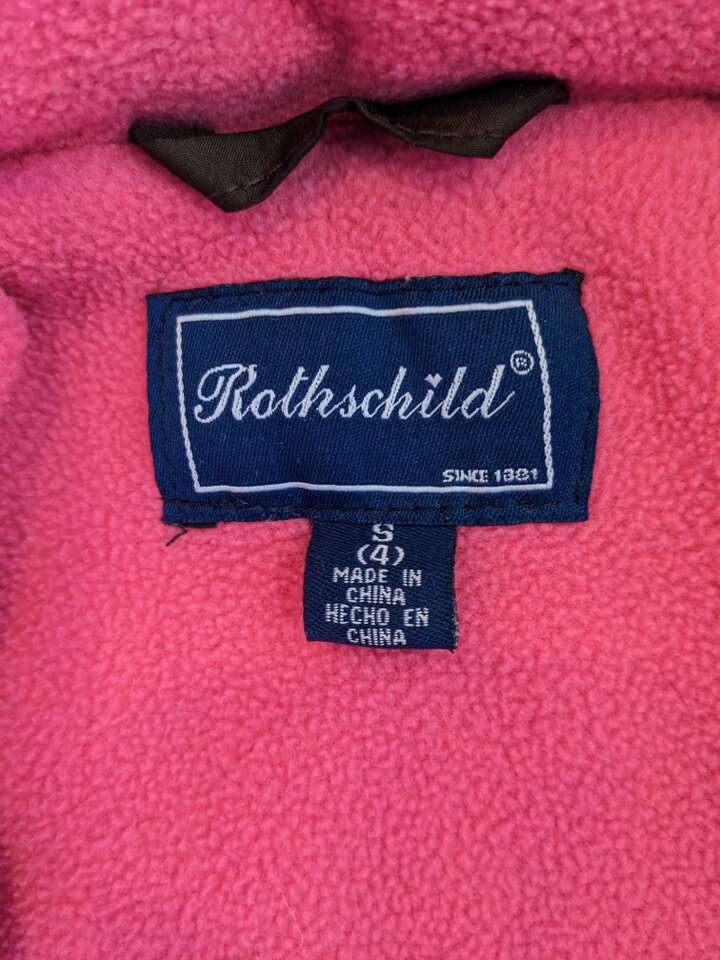 Rothschild®
SINCE 1881
S
(4)
MADE IN
CHINA
HECHO EN
CHINA